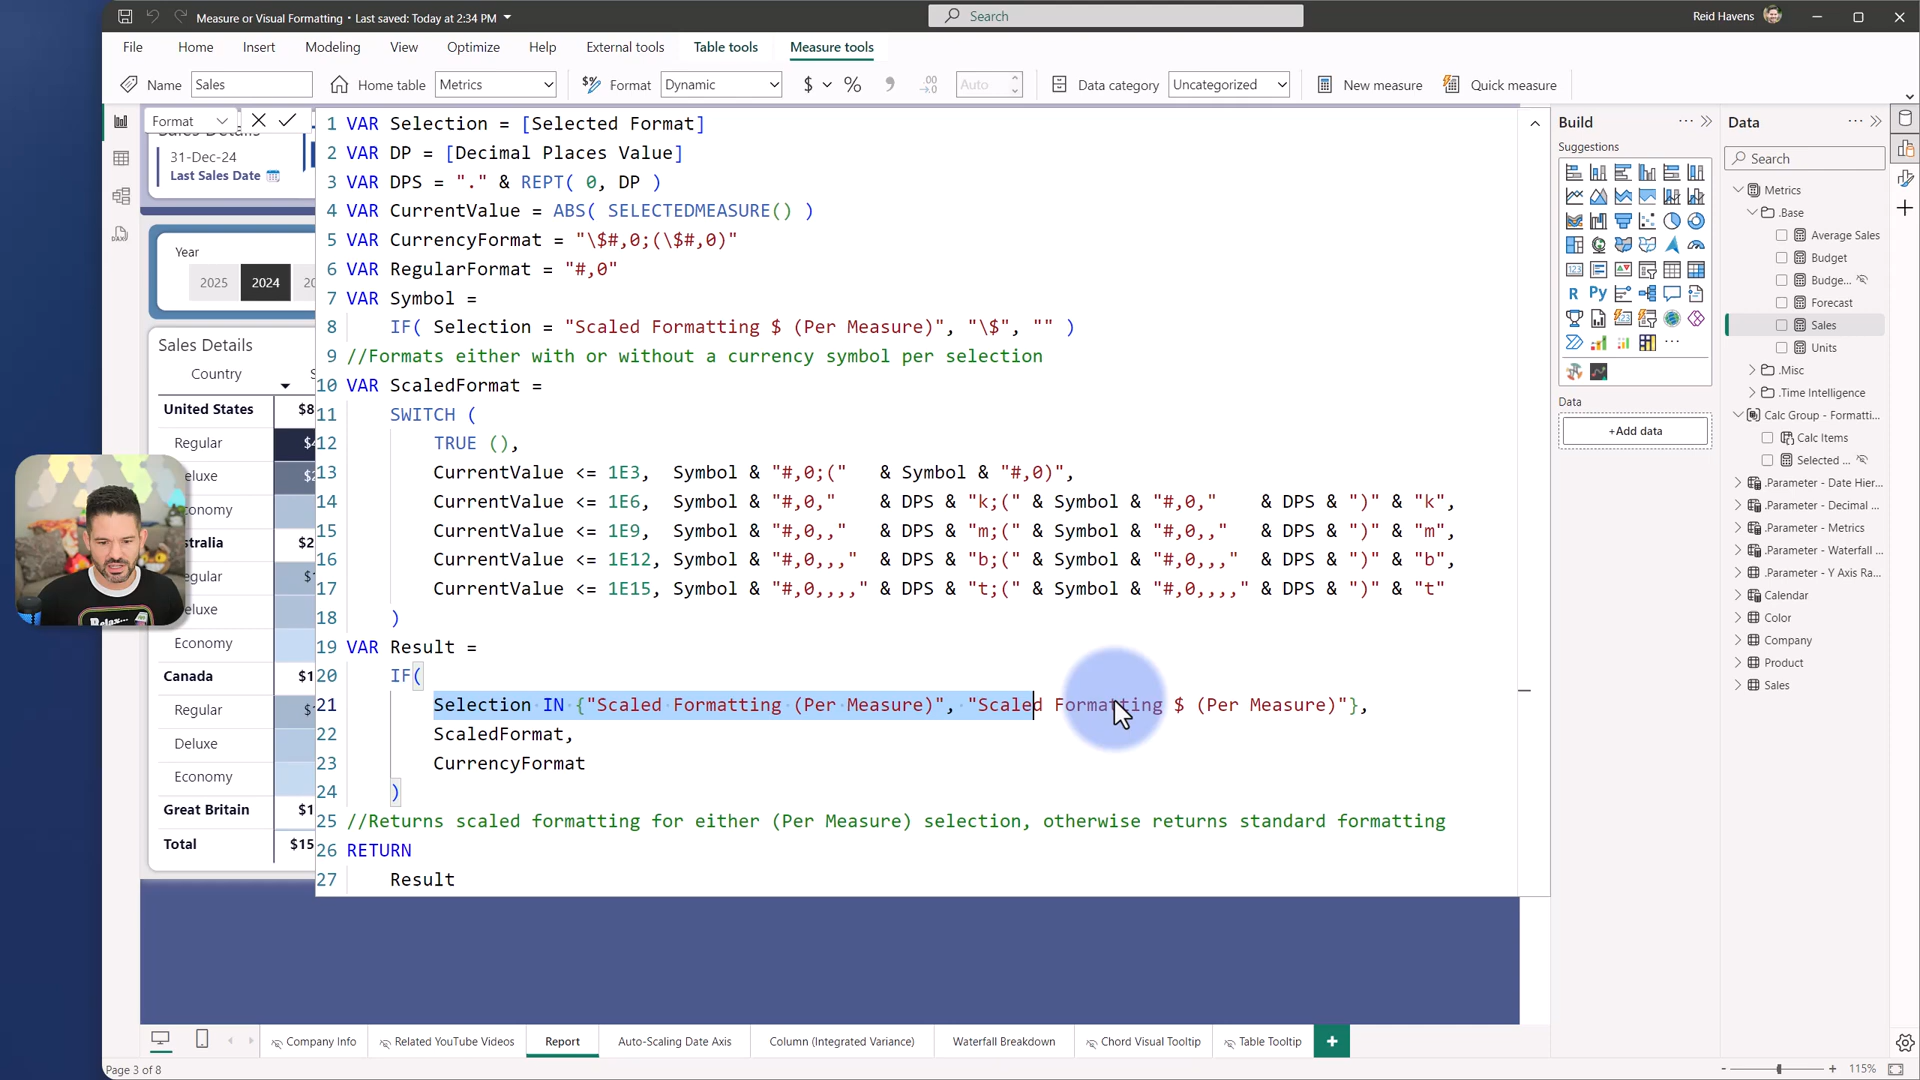 Measure or Visual Formatting • Last saved: Today at 2:34 PM
Search
Reid Havens
File Home Insert Modeling View Optimize Help External tools Table tools Measure tools
Name Sales Home table Metrics Format Dynamic $ % Auto Data category Uncategorized New measure Quick measure
Format
Sales Details
31-Dec-24
Last Sales Date
Year
2025 2024
Sales Details
Country
United States
Regular
Economy
Canada
Regular
Deluxe
Economy
Great Britain
Total
1 VAR Selection = [Selected Format]
2 VAR DP = [Decimal Places Value]
3 VAR DPS = "." & REPT( 0, DP )
4 VAR CurrentValue = ABS( SELECTEDMEASURE() )
5 VAR CurrencyFormat = "\$#,0;(\$#,0)"
6 VAR RegularFormat = "#,0"
7 VAR Symbol =
8 IF( Selection = "Scaled Formatting $ (Per Measure)", "\$", "" )
9 //Formats either with or without a currency symbol per selection
10 VAR ScaledFormat =
11 SWITCH (
12 TRUE (),
13 CurrentValue <= 1E3, Symbol & "#,0;(" & Symbol & "#,0)",
14 CurrentValue <= 1E6, Symbol & "#,0," & DPS & "k;(" & Symbol & "#,0," & DPS & ")" & "k",
15 CurrentValue <= 1E9, Symbol & "#,0,," & DPS & "m;(" & Symbol & "#,0,," & DPS & ")" & "m",
16 CurrentValue <= 1E12, Symbol & "#,0,,," & DPS & "b;(" & Symbol & "#,0,,," & DPS & ")" & "b",
17 CurrentValue <= 1E15, Symbol & "#,0,,,," & DPS & "t;(" & Symbol & "#,0,,,," & DPS & ")" & "t"
18 )
19 VAR Result =
20 IF(
21 Selection IN {"Scaled Formatting (Per Measure)", "Scaled Formatting $ (Per Measure)"},
22 ScaledFormat,
23 CurrencyFormat
24 )
25 //Returns scaled formatting for either (Per Measure) selection, otherwise returns standard formatting
26 RETURN
27 Result
Build
Suggestions
R Py
Data
+Add data
Data
Search
Metrics
.Base
Average Sales
Budget
Budge...
Forecast
Sales
Units
.Misc
.Time Intelligence
Calc Group - Formatti...
Calc Items
Selected ...
.Parameter - Date Hier...
.Parameter - Decimal ...
.Parameter - Metrics
.Parameter - Waterfall ...
.Parameter - Y Axis Ra...
Calendar
Color
Company
Product
Sales
Company Info Related YouTube Videos Report Auto-Scaling Date Axis Column (Integrated Variance) Waterfall Breakdown Chord Visual Tooltip Table Tooltip
Page 3 of 8
115%